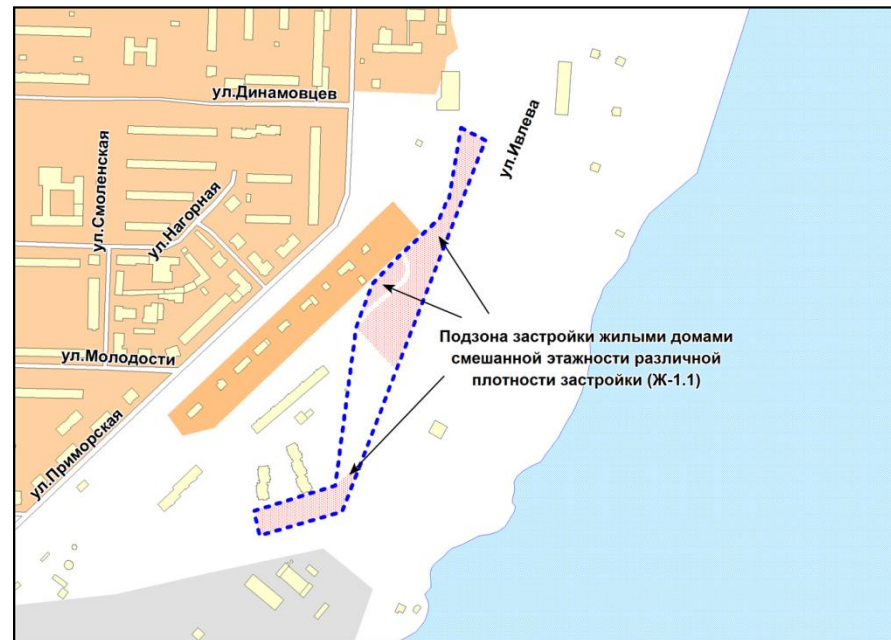 ул.Динамовцев
ул.Ивлева
ул.Смоленская
ул.Нагорная
Подзона застройки жилыми домами
смешанной этажности различной
плотности застройки (Ж-1.1)
ул.Молодости
ул.Приморская